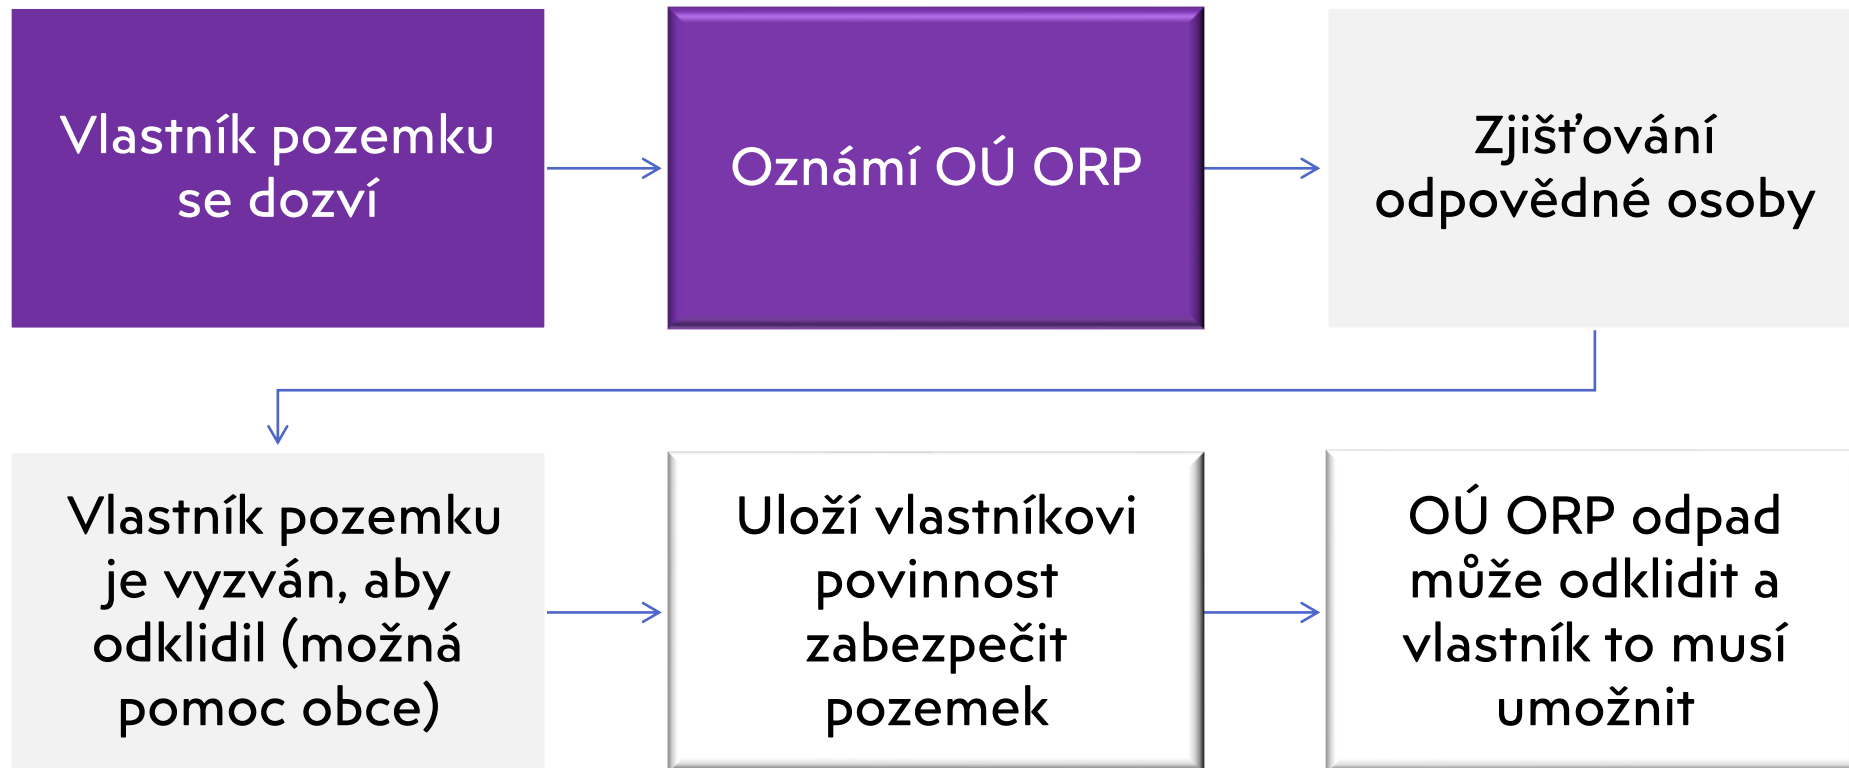 Vlastník pozemku
se dozví
Oznámí OÚ ORP
Zjišťování
odpovědné osoby
Vlastník pozemku
je vyzván, aby
odklidil (možná
pomoc obce)
Uloží vlastníkovi
povinnost
zabezpečit
pozemek
OÚ ORP odpad
může odklidit a
vlastník to musí
umožnit